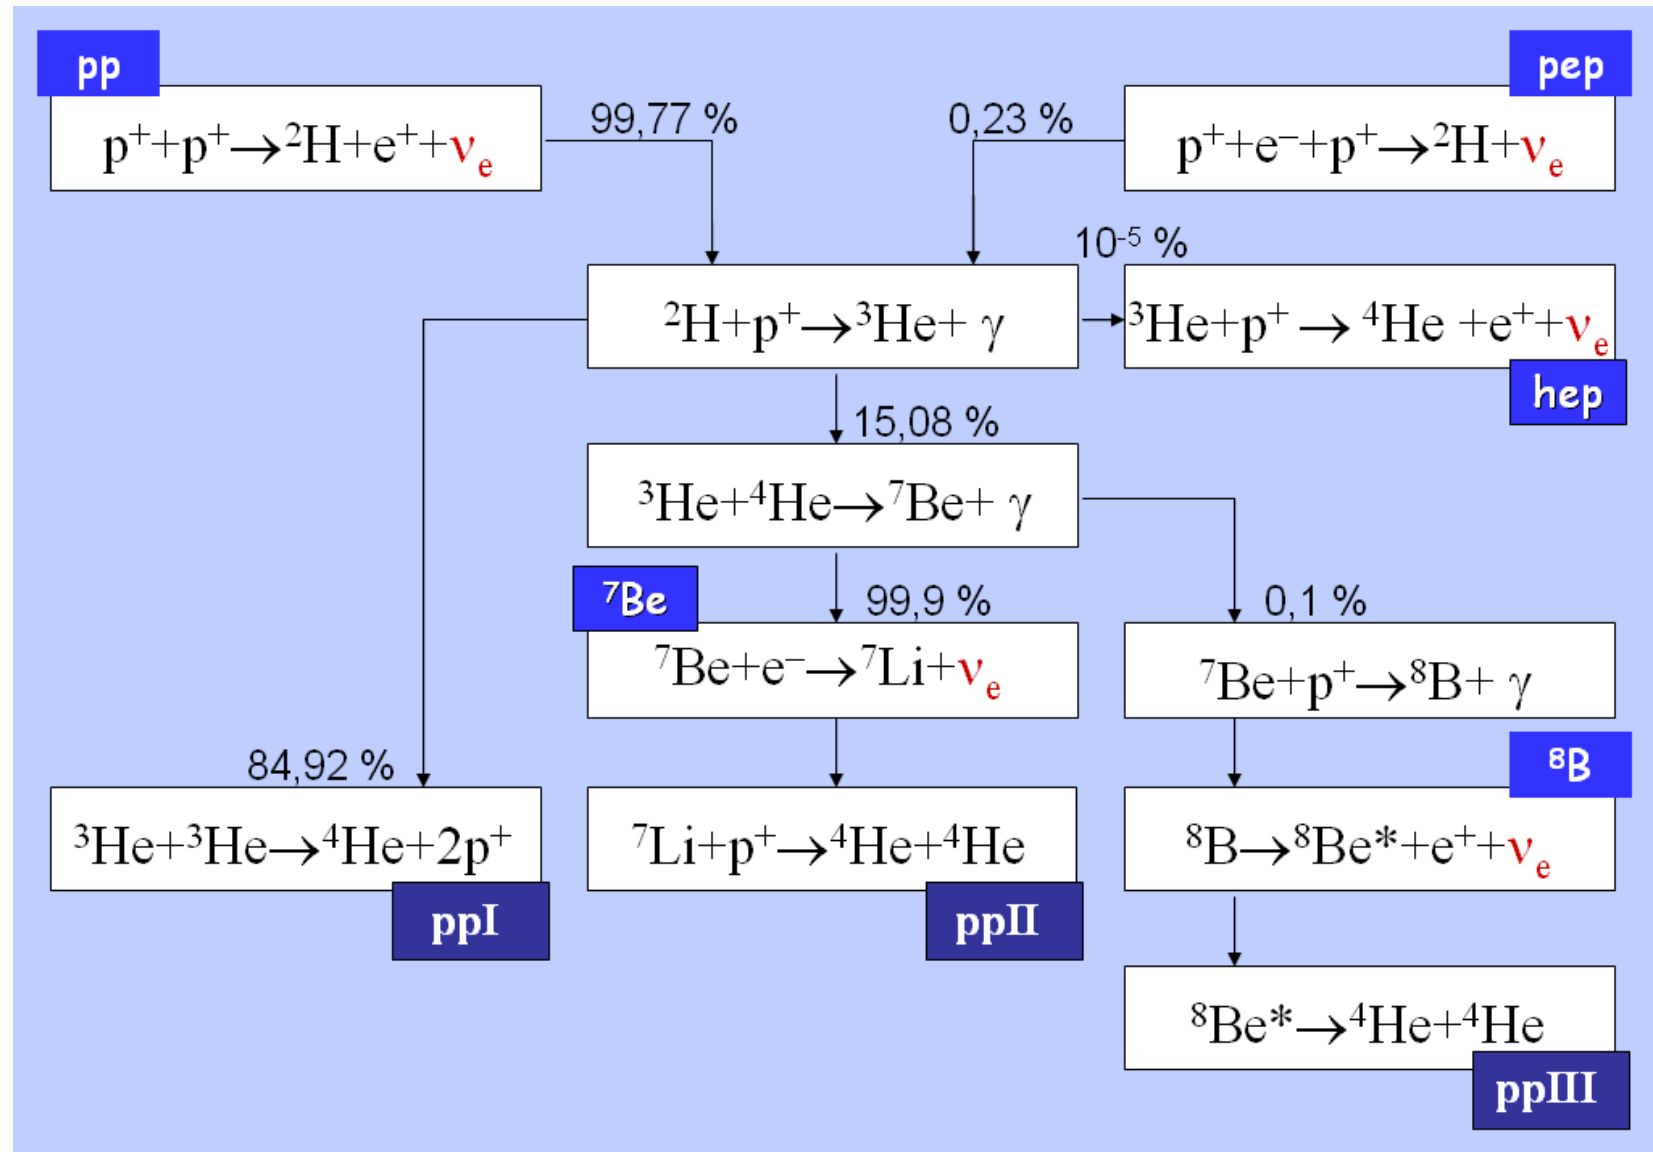 pp
pep
99,77 %
0,23 %
p⁺+p⁺→²H+e⁺+νₑ
p⁺+e⁻+p⁺→²H+νₑ
10⁻⁵ %
²H+p⁺→³He+ γ
³He+p⁺ → ⁴He +e⁺+νₑ
hep
15,08 %
³He+⁴He→⁷Be+ γ
⁷Be
99,9 %
0,1 %
⁷Be+e⁻→⁷Li+νₑ
⁷Be+p⁺→⁸B+ γ
84,92 %
⁸B
³He+³He→⁴He+2p⁺
⁷Li+p⁺→⁴He+⁴He
⁸B→⁸Be*+e⁺+νₑ
ppI
ppII
⁸Be*→⁴He+⁴He
ppIII